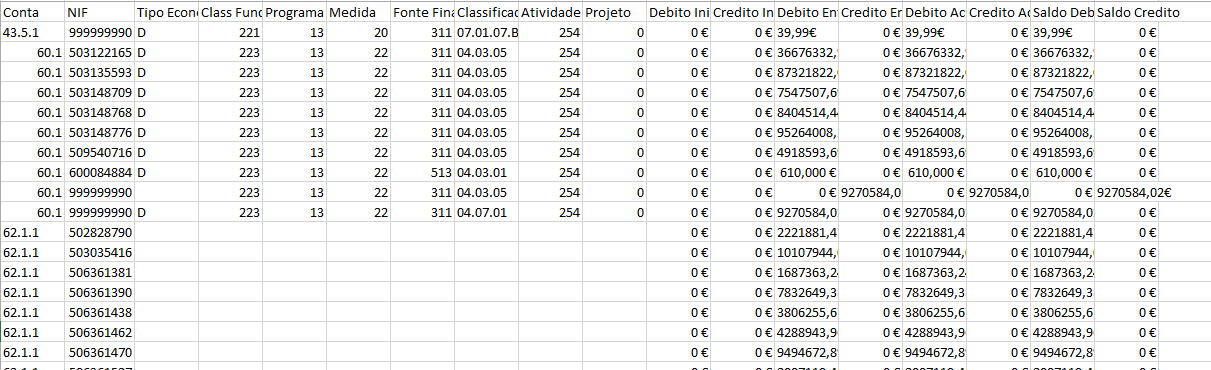 Conta NIF Tipo Econo Class Func Programa Medida Fonte Fina Classificad Atividade Projeto Debito Ini Credito In Debito En Credito En Debito Ac Credito Ac Saldo Deb Saldo Credito
43.5.1 999999990 D 221 13 20 311 07.01.07.B 254 0 0 € 0 € 39,99€ 0 € 39,99€ 0 € 39,99€ 0 €
60.1 503122165 D 223 13 22 311 04.03.05 254 0 0 € 0 € 36676332, 0 € 36676332, 0 € 36676332, 0 €
60.1 503135593 D 223 13 22 311 04.03.05 254 0 0 € 0 € 87321822, 0 € 87321822, 0 € 87321822, 0 €
60.1 503148709 D 223 13 22 311 04.03.05 254 0 0 € 0 € 7547507,6 0 € 7547507,6 0 € 7547507,6 0 €
60.1 503148768 D 223 13 22 311 04.03.05 254 0 0 € 0 € 8404514,4 0 € 8404514,4 0 € 8404514,4 0 €
60.1 503148776 D 223 13 22 311 04.03.05 254 0 0 € 0 € 95264008, 0 € 95264008, 0 € 95264008, 0 €
60.1 509540716 D 223 13 22 311 04.03.05 254 0 0 € 0 € 4918593,6 0 € 4918593,6 0 € 4918593,6 0 €
60.1 600084884 D 223 13 22 513 04.03.01 254 0 0 € 0 € 610,000 € 0 € 610,000 € 0 € 610,000 € 0 €
60.1 999999990 223 13 22 311 04.03.05 254 0 0 € 0 € 0 € 9270584,0 0 € 9270584,0 0 € 9270584,02€
60.1 999999990 D 223 13 22 311 04.07.01 254 0 0 € 0 € 9270584,0 0 € 9270584,0 0 € 9270584,0 0 €
62.1.1 502828790 0 € 0 € 2221881,4 0 € 2221881,4 0 € 2221881,4 0 €
62.1.1 503035416 0 € 0 € 10107944, 0 € 10107944, 0 € 10107944, 0 €
62.1.1 506361381 0 € 0 € 1687363,2 0 € 1687363,2 0 € 1687363,2 0 €
62.1.1 506361390 0 € 0 € 7832649,3 0 € 7832649,3 0 € 7832649,3 0 €
62.1.1 506361438 0 € 0 € 3806255,6 0 € 3806255,6 0 € 3806255,6 0 €
62.1.1 506361462 0 € 0 € 4288943,9 0 € 4288943,9 0 € 4288943,9 0 €
62.1.1 506361470 0 € 0 € 9494672,8 0 € 9494672,8 0 € 9494672,8 0 €